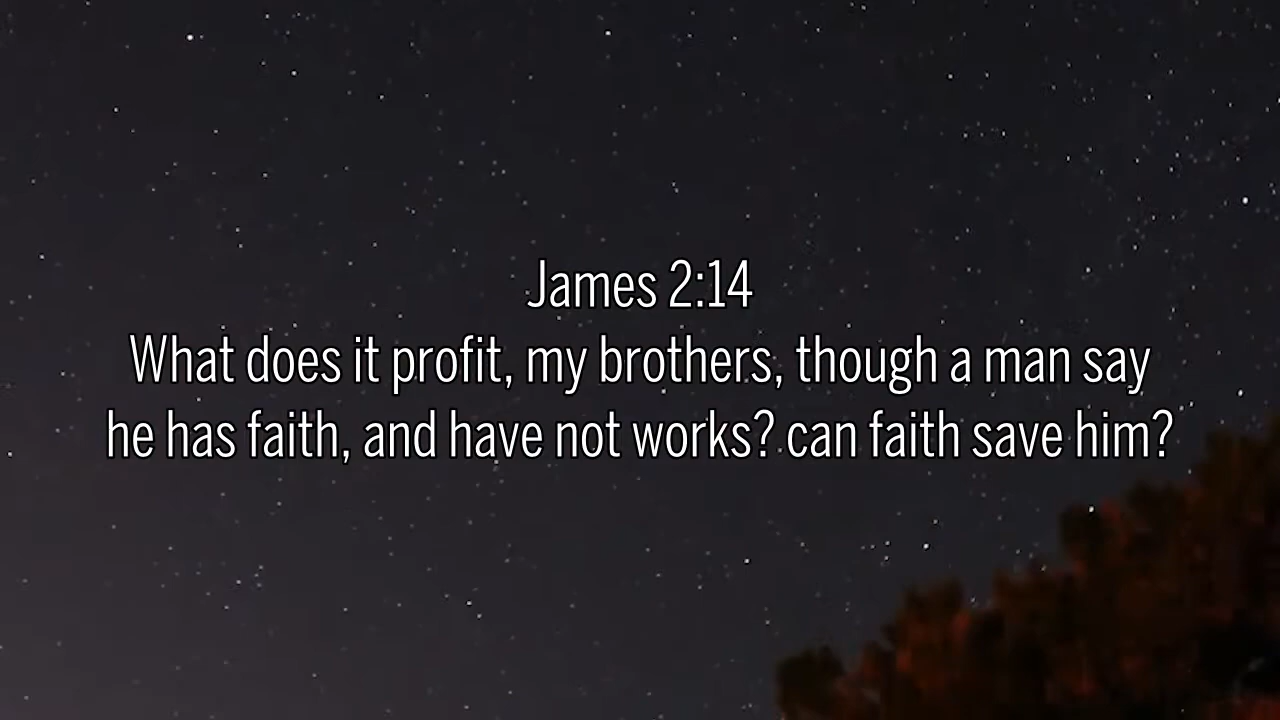 James 2:14
What does it profit, my brothers, though a man say
he has faith, and have not works? can faith save him?